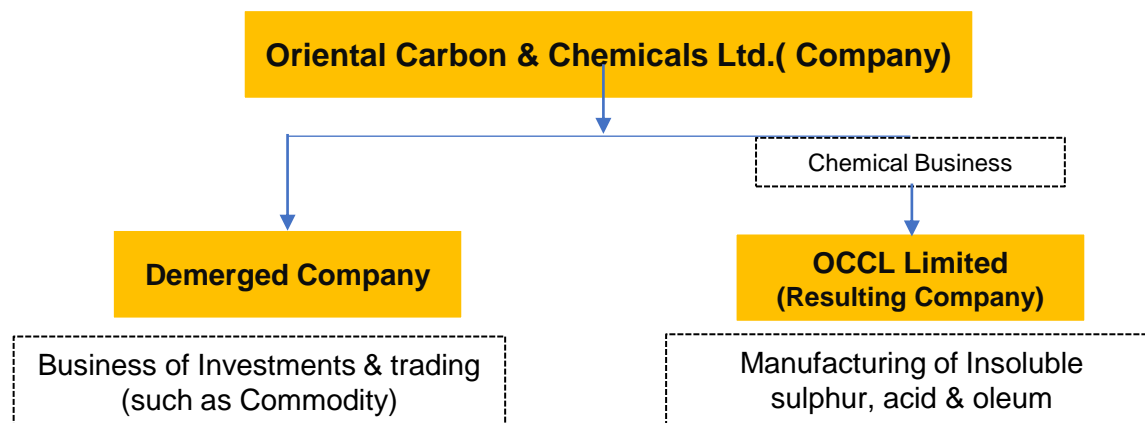 Oriental Carbon & Chemicals Ltd.( Company)
Chemical Business
Demerged Company
OCCL Limited
(Resulting Company)
Business of Investments & trading
(such as Commodity)
Manufacturing of Insoluble
sulphur, acid & oleum